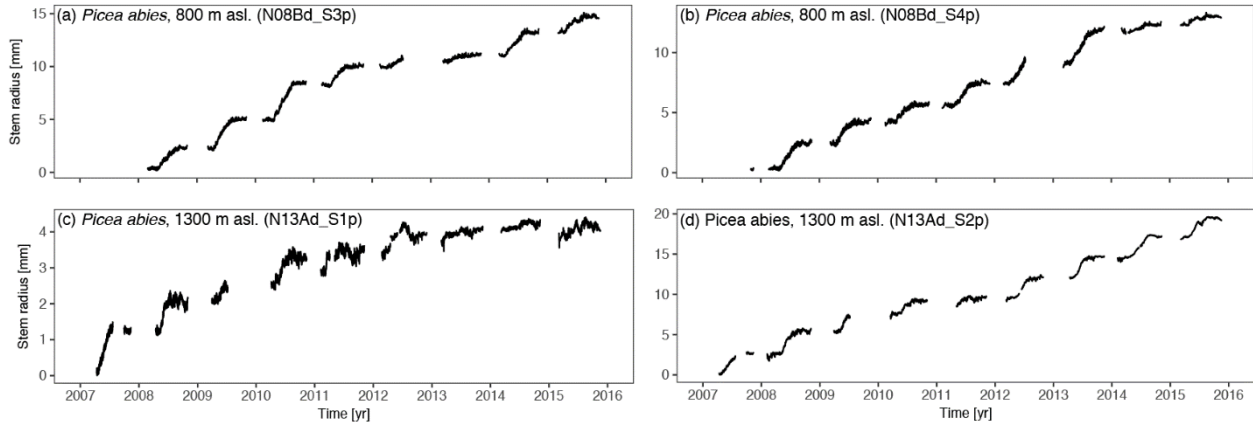 (a) Picea abies, 800 m asl. (N08Bd_S3p)
Stem radius [mm]
15
10
5
0
(b) Picea abies, 800 m asl. (N08Bd_S4p)
10
5
0
(c) Picea abies, 1300 m asl. (N13Ad_S1p)
Stem radius [mm]
4
3
2
1
0
2007 2008 2009 2010 2011 2012 2013 2014 2015 2016
Time [yr]
(d) Picea abies, 1300 m asl. (N13Ad_S2p)
20
15
10
5
0
2007 2008 2009 2010 2011 2012 2013 2014 2015 2016
Time [yr]